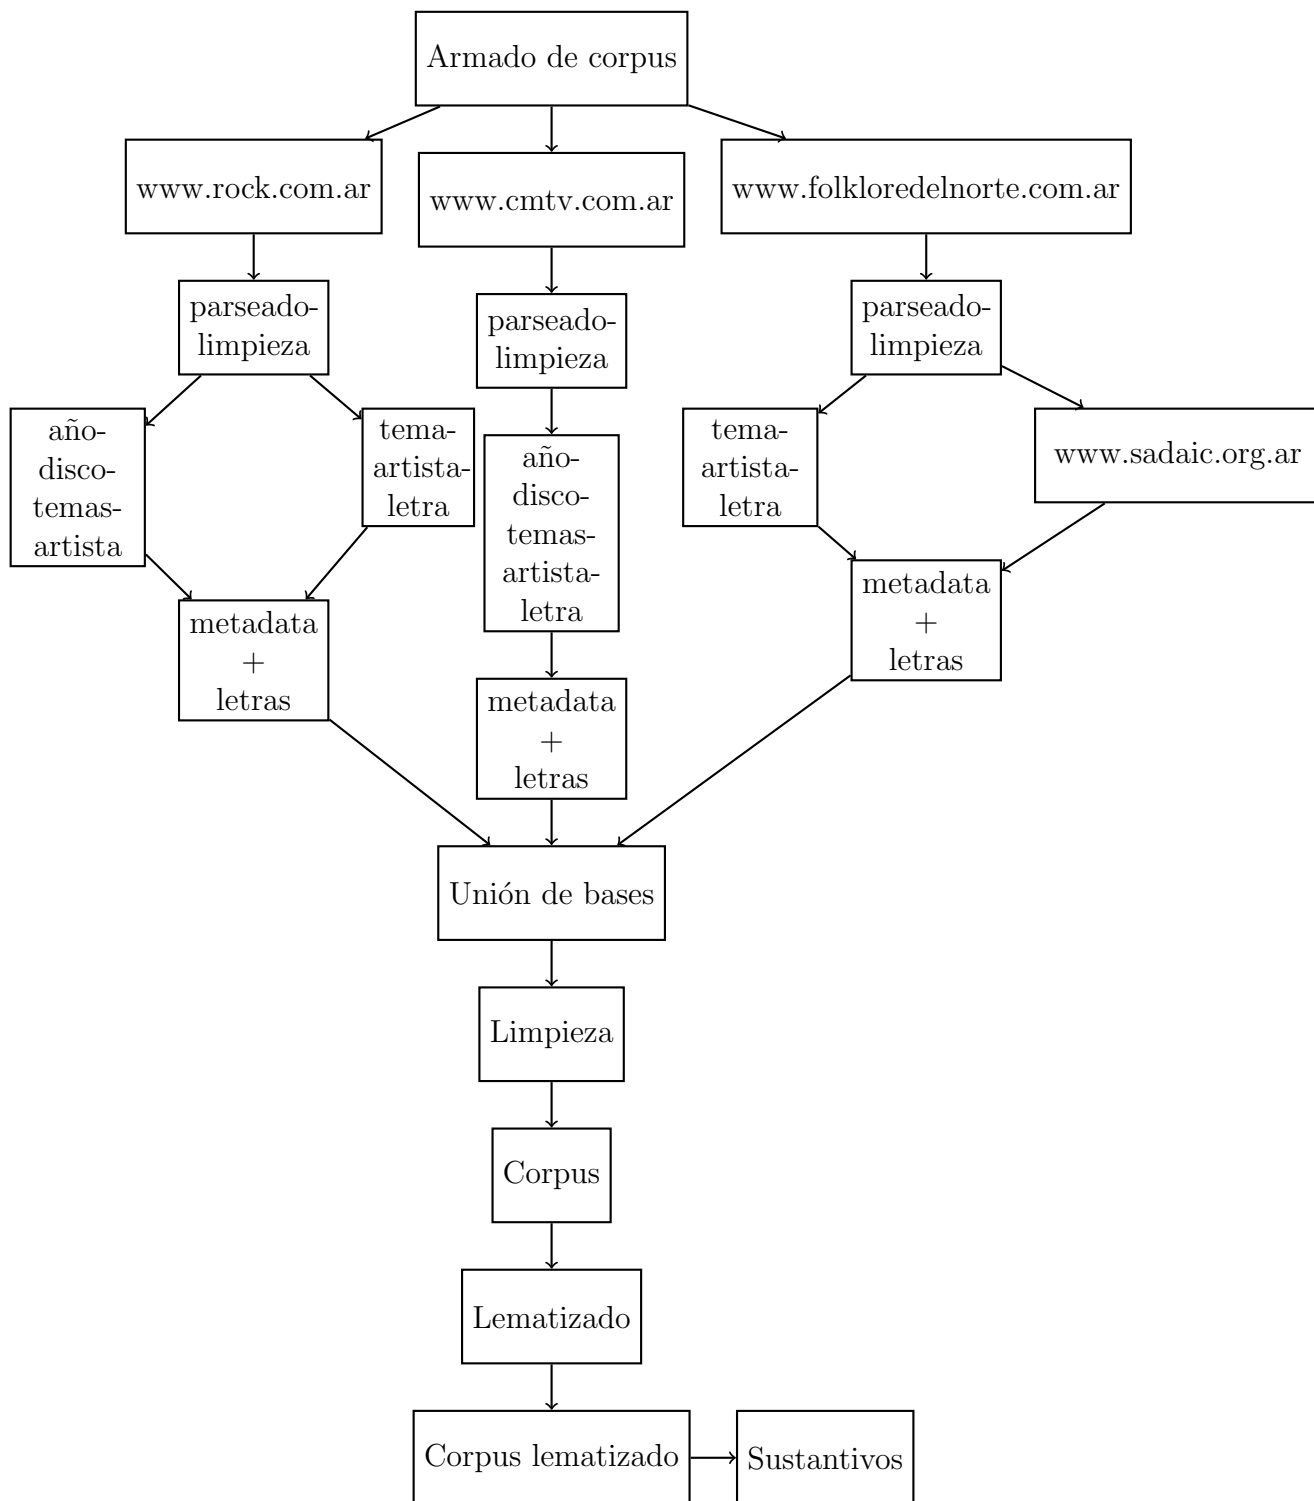 Armado de corpus
www.rock.com.ar
www.cmtv.com.ar
www.folkloredelnorte.com.ar
parseado-
limpieza
parseado-
limpieza
parseado-
limpieza
año-
disco-
temas-
artista
tema-
artista-
letra
año-
disco-
temas-
artista-
letra
tema-
artista-
letra
www.sadaic.org.ar
metadata
+
letras
metadata
+
letras
metadata
+
letras
Unión de bases
Limpieza
Corpus
Lematizado
Corpus lematizado
Sustantivos